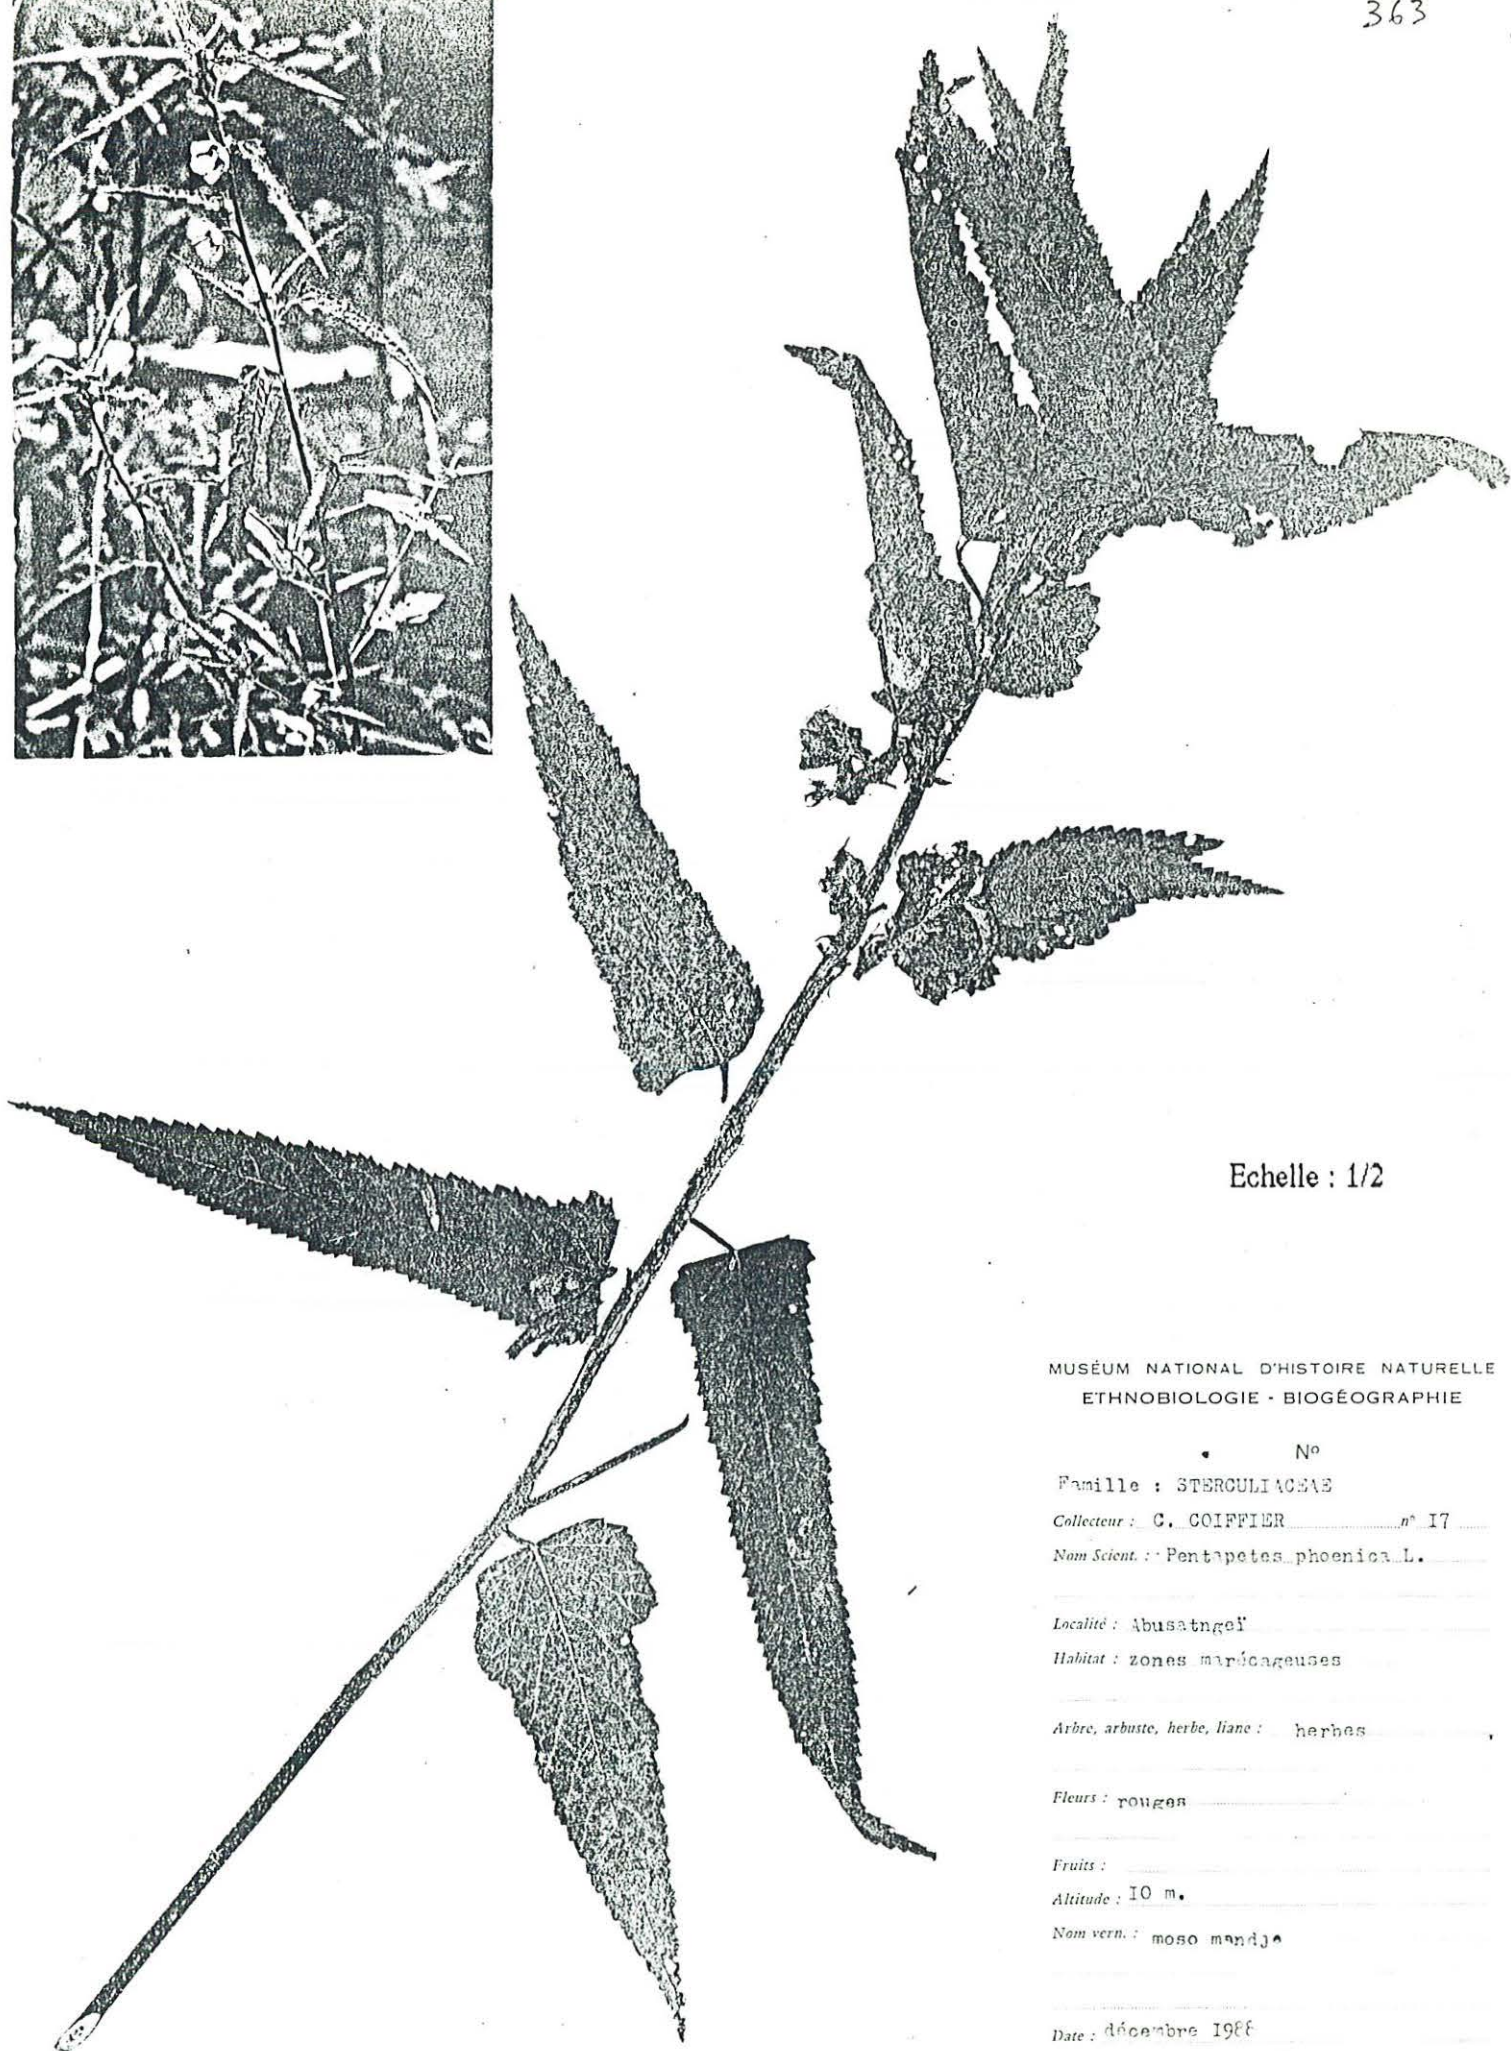 363
Echelle : 1/2
MUSÉUM NATIONAL D'HISTOIRE NATURELLE
ETHNOBIOLOGIE - BIOGÉOGRAPHIE
N°
Famille : STERCULIACEAE
Collecteur : C. COIFFIER n° I7
Nom Scient. : Pentapetes phoenica L.
Localité : Abusatngeï
Habitat : zones marécageuses
Arbre, arbuste, herbe, liane : herbes
Fleurs : rouges
Fruits :
Altitude : IO m.
Nom vern. : moso mandja
Date : décembre I988